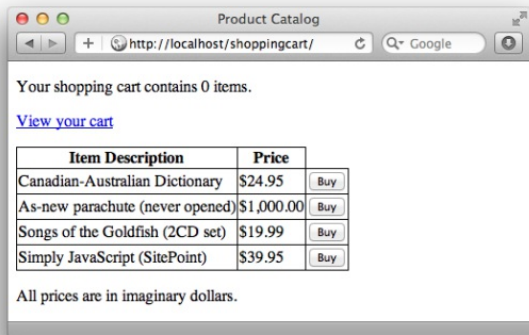 Product Catalog
http://localhost/shoppingcart/
Google
Your shopping cart contains 0 items.
View your cart
Item Description Price
Canadian-Australian Dictionary $24.95 Buy
As-new parachute (never opened) $1,000.00 Buy
Songs of the Goldfish (2CD set) $19.99 Buy
Simply JavaScript (SitePoint) $39.95 Buy
All prices are in imaginary dollars.